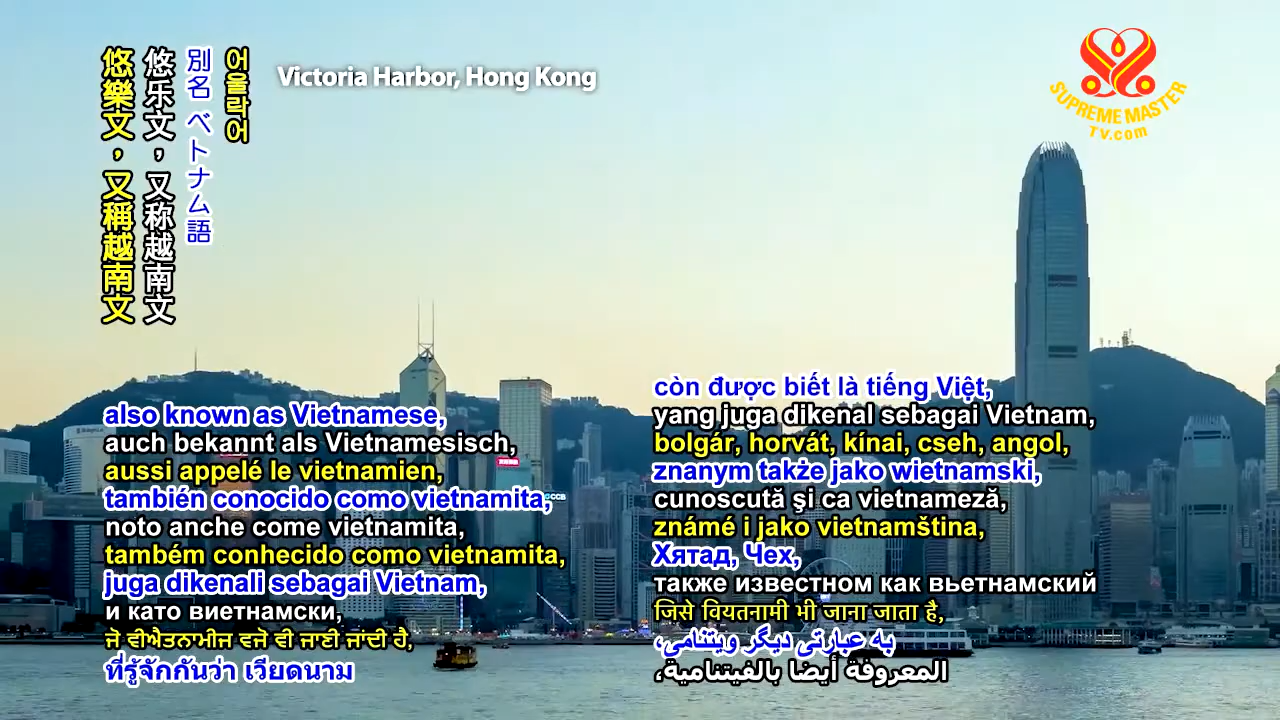 Victoria Harbor, Hong Kong
SUPREME MASTER
TV.com
어울락어
別名 ベトナム語
悠乐文，又称越南文
悠樂文，又稱越南文
also known as Vietnamese,
auch bekannt als Vietnamesisch,
aussi appelé le vietnamien,
también conocido como vietnamita,
noto anche come vietnamita,
também conhecido como vietnamita,
juga dikenali sebagai Vietnam,
и като виетнамски,
ਜੋ ਵੀਐਤਨਾਮੀਜ ਵਜੋ ਵੀ ਜਾਣੀ ਜਾਂਦੀ ਹੈ,
ที่รู้จักกันว่า เวียดนาม
còn được biết là tiếng Việt,
yang juga dikenal sebagai Vietnam,
bolgár, horvát, kínai, cseh, angol,
znanym także jako wietnamski,
cunoscută şi ca vietnameză,
známé i jako vietnamština,
Хятад, Чех,
также известном как вьетнамский
जिसे वियतनामी भी जाना जाता है,
به عبارتی دیگر ویتنامی،
المعروفة أيضا بالفيتنامية،